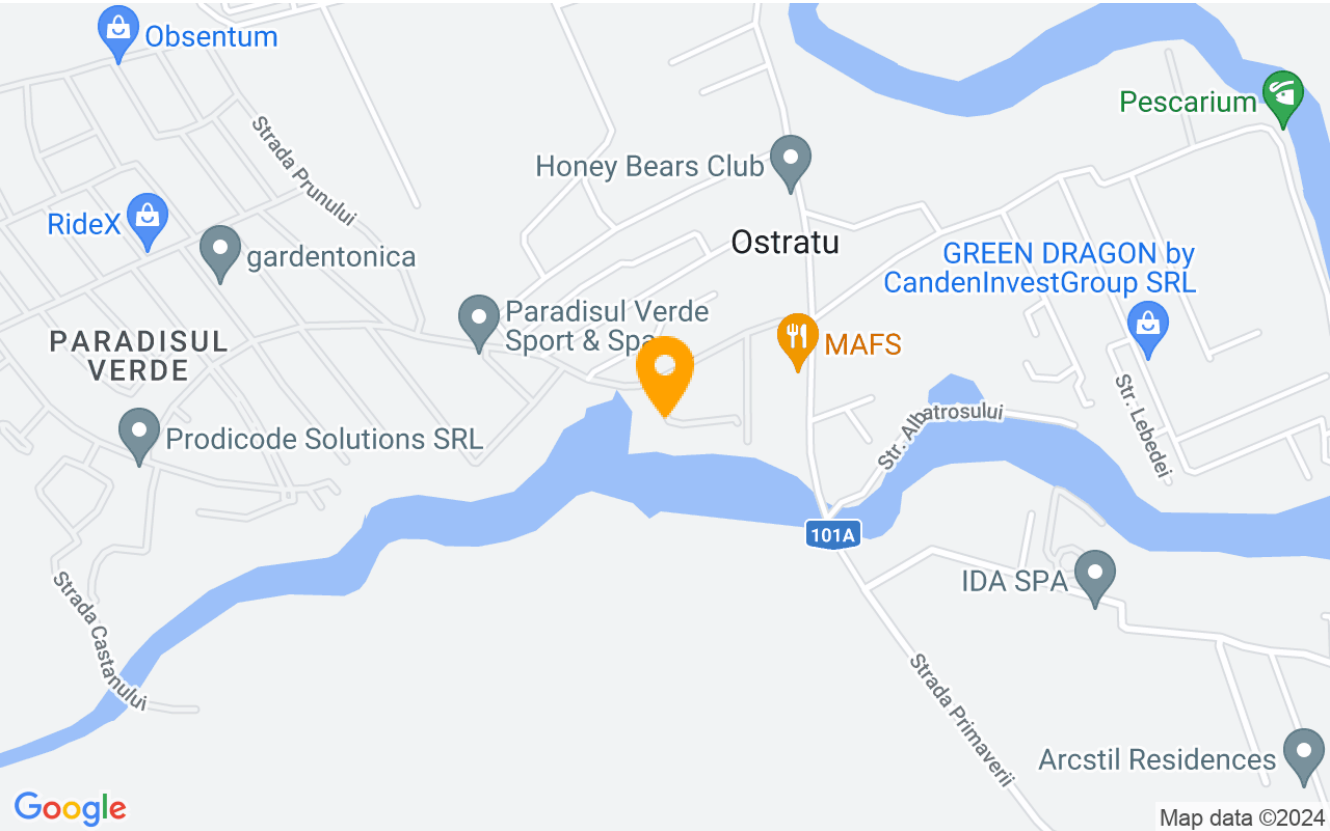 Obsentum
Pescarium
Strada Prunului
Honey Bears Club
RideX
gardentonica
Ostratu
GREEN DRAGON by
CandenInvestGroup SRL
Paradisul Verde
Sport & Spa
PARADISUL
VERDE
MAFS
Str. Albatrosului
Str. Lebedei
Prodicode Solutions SRL
101A
IDA SPA
Strada Castanului
Strada Primaverii
Arcstil Residences
Google
Map data ©2024